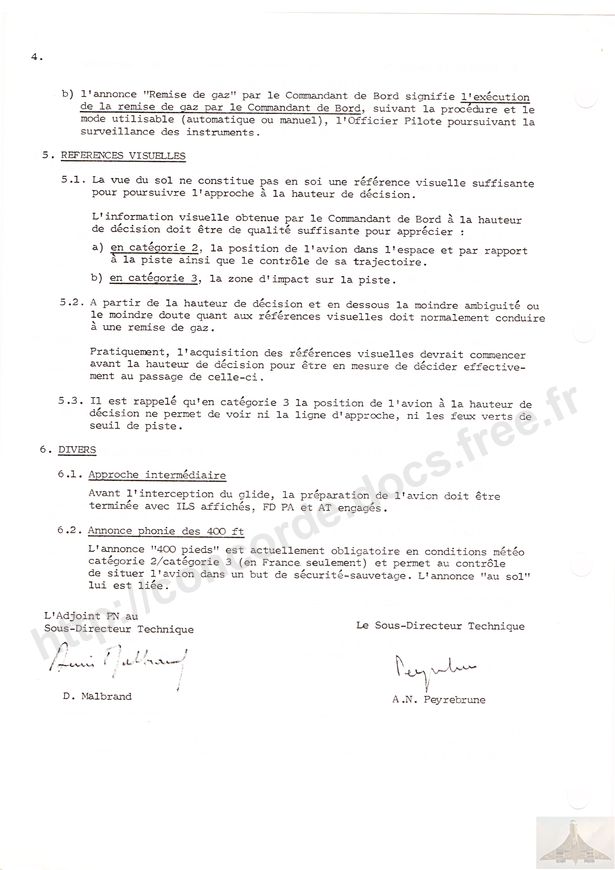 4.
b) l'annonce "Remise de gaz" par le Commandant de Bord signifie l'exécution
de la remise de gaz par le Commandant de Bord, suivant la procédure et le
mode utilisable (automatique ou manuel), l'Officier Pilote poursuivant la
surveillance des instruments.
5. REFERENCES VISUELLES
5.1. La vue du sol ne constitue pas en soi une référence visuelle suffisante
pour poursuivre l'approche à la hauteur de décision.
L'information visuelle obtenue par le Commandant de Bord à la hauteur
de décision doit être de qualité suffisante pour apprécier :
a) en catégorie 2, la position de l'avion dans l'espace et par rapport
à la piste ainsi que le contrôle de sa trajectoire.
b) en catégorie 3, la zone d'impact sur la piste.
5.2. A partir de la hauteur de décision et en dessous la moindre ambiguité ou
le moindre doute quant aux références visuelles doit normalement conduire
à une remise de gaz.
Pratiquement, l'acquisition des références visuelles devrait commencer
avant la hauteur de décision pour être en mesure de décider effective-
ment au passage de celle-ci.
5.3. Il est rappelé qu'en catégorie 3 la position de l'avion à la hauteur de
décision ne permet de voir ni la ligne d'approche, ni les feux verts de
seuil de piste.
6. DIVERS
6.1. Approche intermédiaire
Avant l'interception du glide, la préparation de l'avion doit être
terminée avec ILS affichés, FD PA et AT engagés.
6.2. Annonce phonie des 400 ft
L'annonce "400 pieds" est actuellement obligatoire en conditions météo
catégorie 2/catégorie 3 (en France seulement) et permet au contrôle
de situer l'avion dans un but de sécurité-sauvetage. L'annonce "au sol"
lui est liée.
L'Adjoint PN au
Sous-Directeur Technique
Le Sous-Directeur Technique
D. Malbrand
A.N. Peyrebrune
http://concorde.docs.free.fr